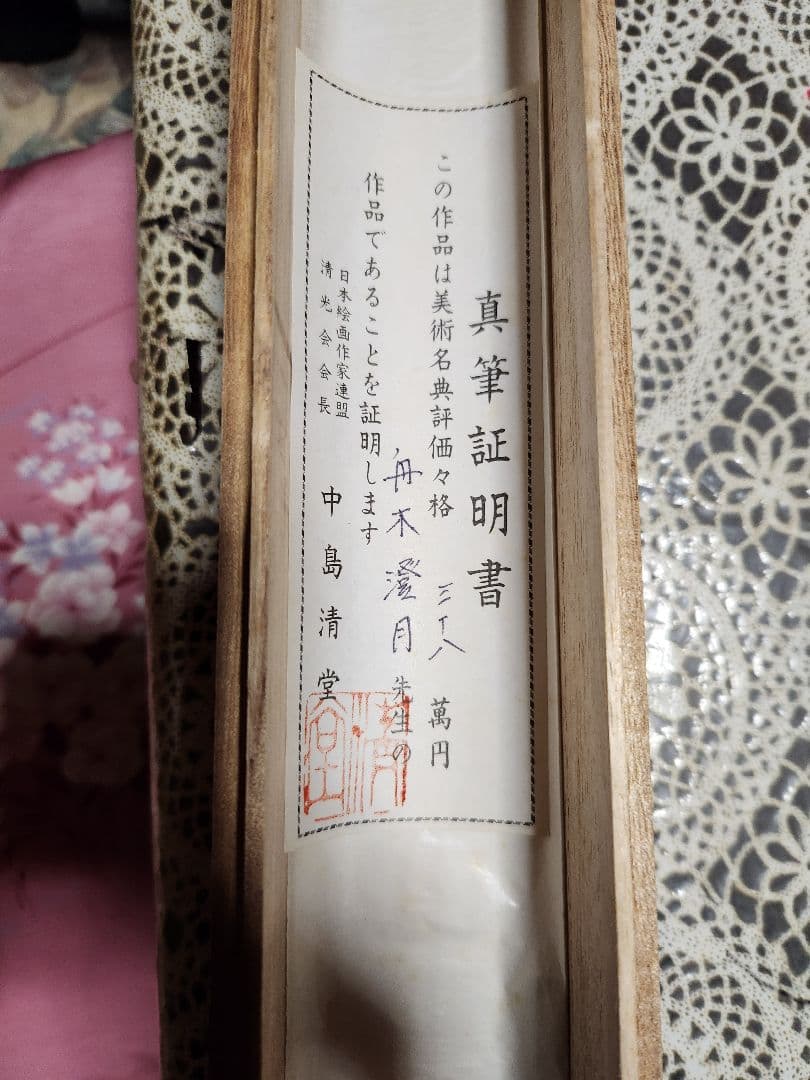 真筆証明書
この作品は美術名典評価々格 三十八 萬円
丹木澄月 先生の
作品であることを証明します
日本絵画作家連盟
清光会会長
中島清堂
清堂